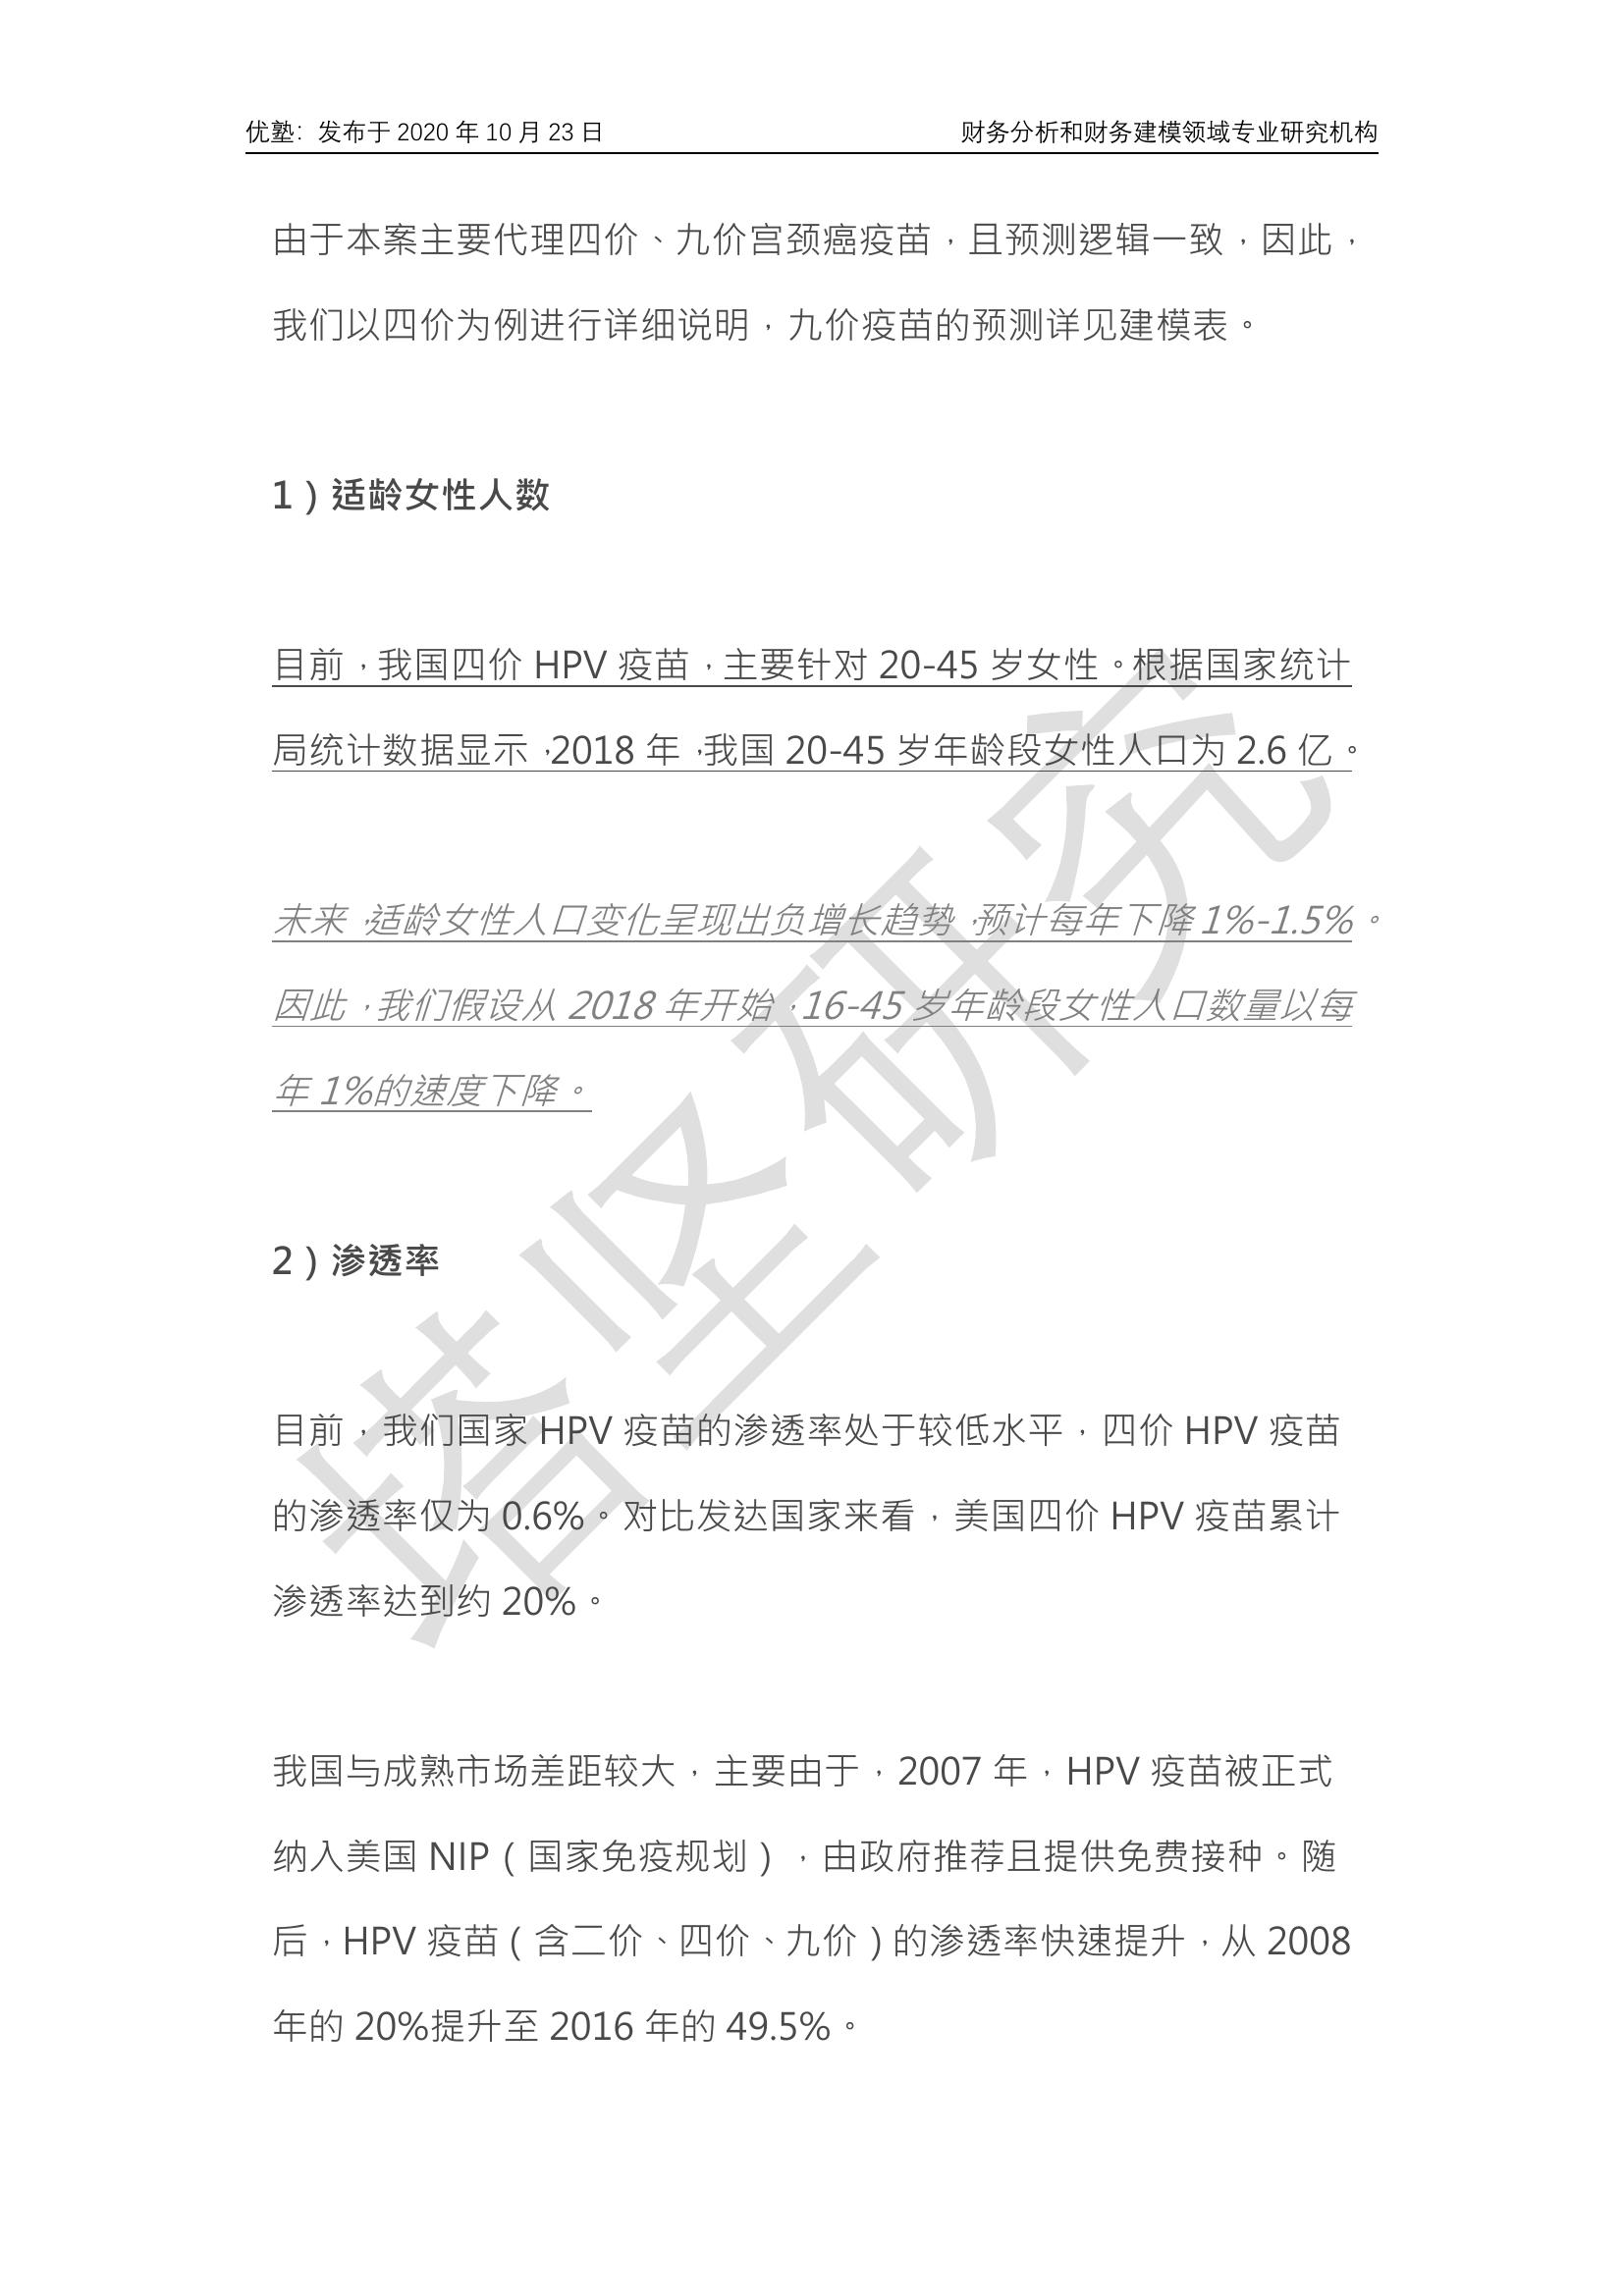 优塾：发布于 2020 年 10 月 23 日 财务分析和财务建模领域专业研究机构
由于本案主要代理四价、九价宫颈癌疫苗，且预测逻辑一致，因此，
我们以四价为例进行详细说明，九价疫苗的预测详见建模表。
1）适龄女性人数
目前，我国四价 HPV 疫苗，主要针对 20-45 岁女性。根据国家统计
局统计数据显示，2018 年，我国 20-45 岁年龄段女性人口为 2.6 亿。
未来，适龄女性人口变化呈现出负增长趋势，预计每年下降 1%-1.5%。
因此，我们假设从 2018 年开始，16-45 岁年龄段女性人口数量以每
年 1%的速度下降。
2）渗透率
目前，我们国家 HPV 疫苗的渗透率处于较低水平，四价 HPV 疫苗
的渗透率仅为 0.6%。对比发达国家来看，美国四价 HPV 疫苗累计
渗透率达到约 20%。
我国与成熟市场差距较大，主要由于，2007 年，HPV 疫苗被正式
纳入美国 NIP（国家免疫规划），由政府推荐且提供免费接种。随
后，HPV 疫苗（含二价、四价、九价）的渗透率快速提升，从 2008
年的 20%提升至 2016 年的 49.5%。
塔坚研究